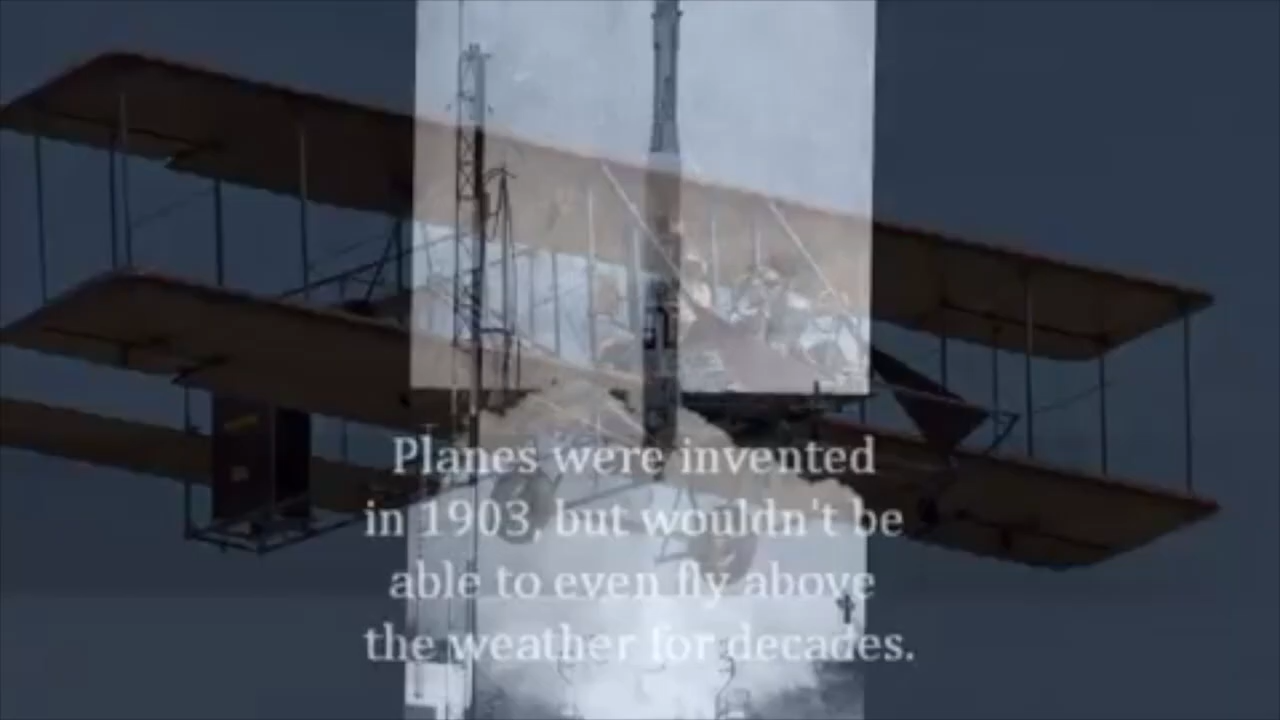 Planes were invented
in 1903, but wouldn't be
able to even fly above
the weather for decades.